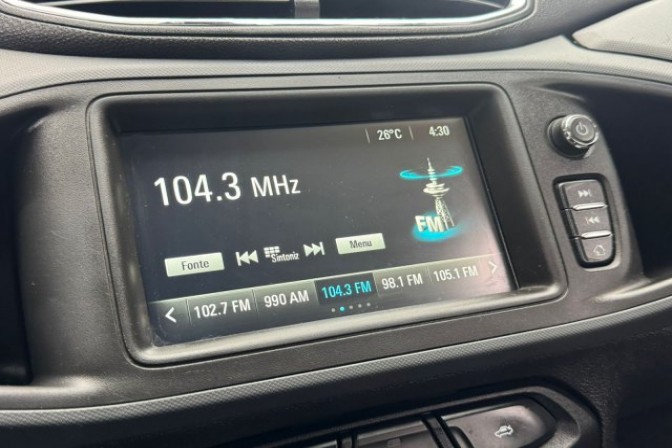 26°C 4:30
104.3 MHz
FM
Fonte Sintoniz Menu
102.7 FM 990 AM 104.3 FM 98.1 FM 105.1 FM